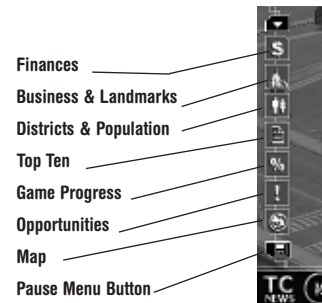 Finances
Business & Landmarks
Districts & Population
Top Ten
Game Progress
Opportunities
Map
Pause Menu Button
$
%
!
TC
NEWS